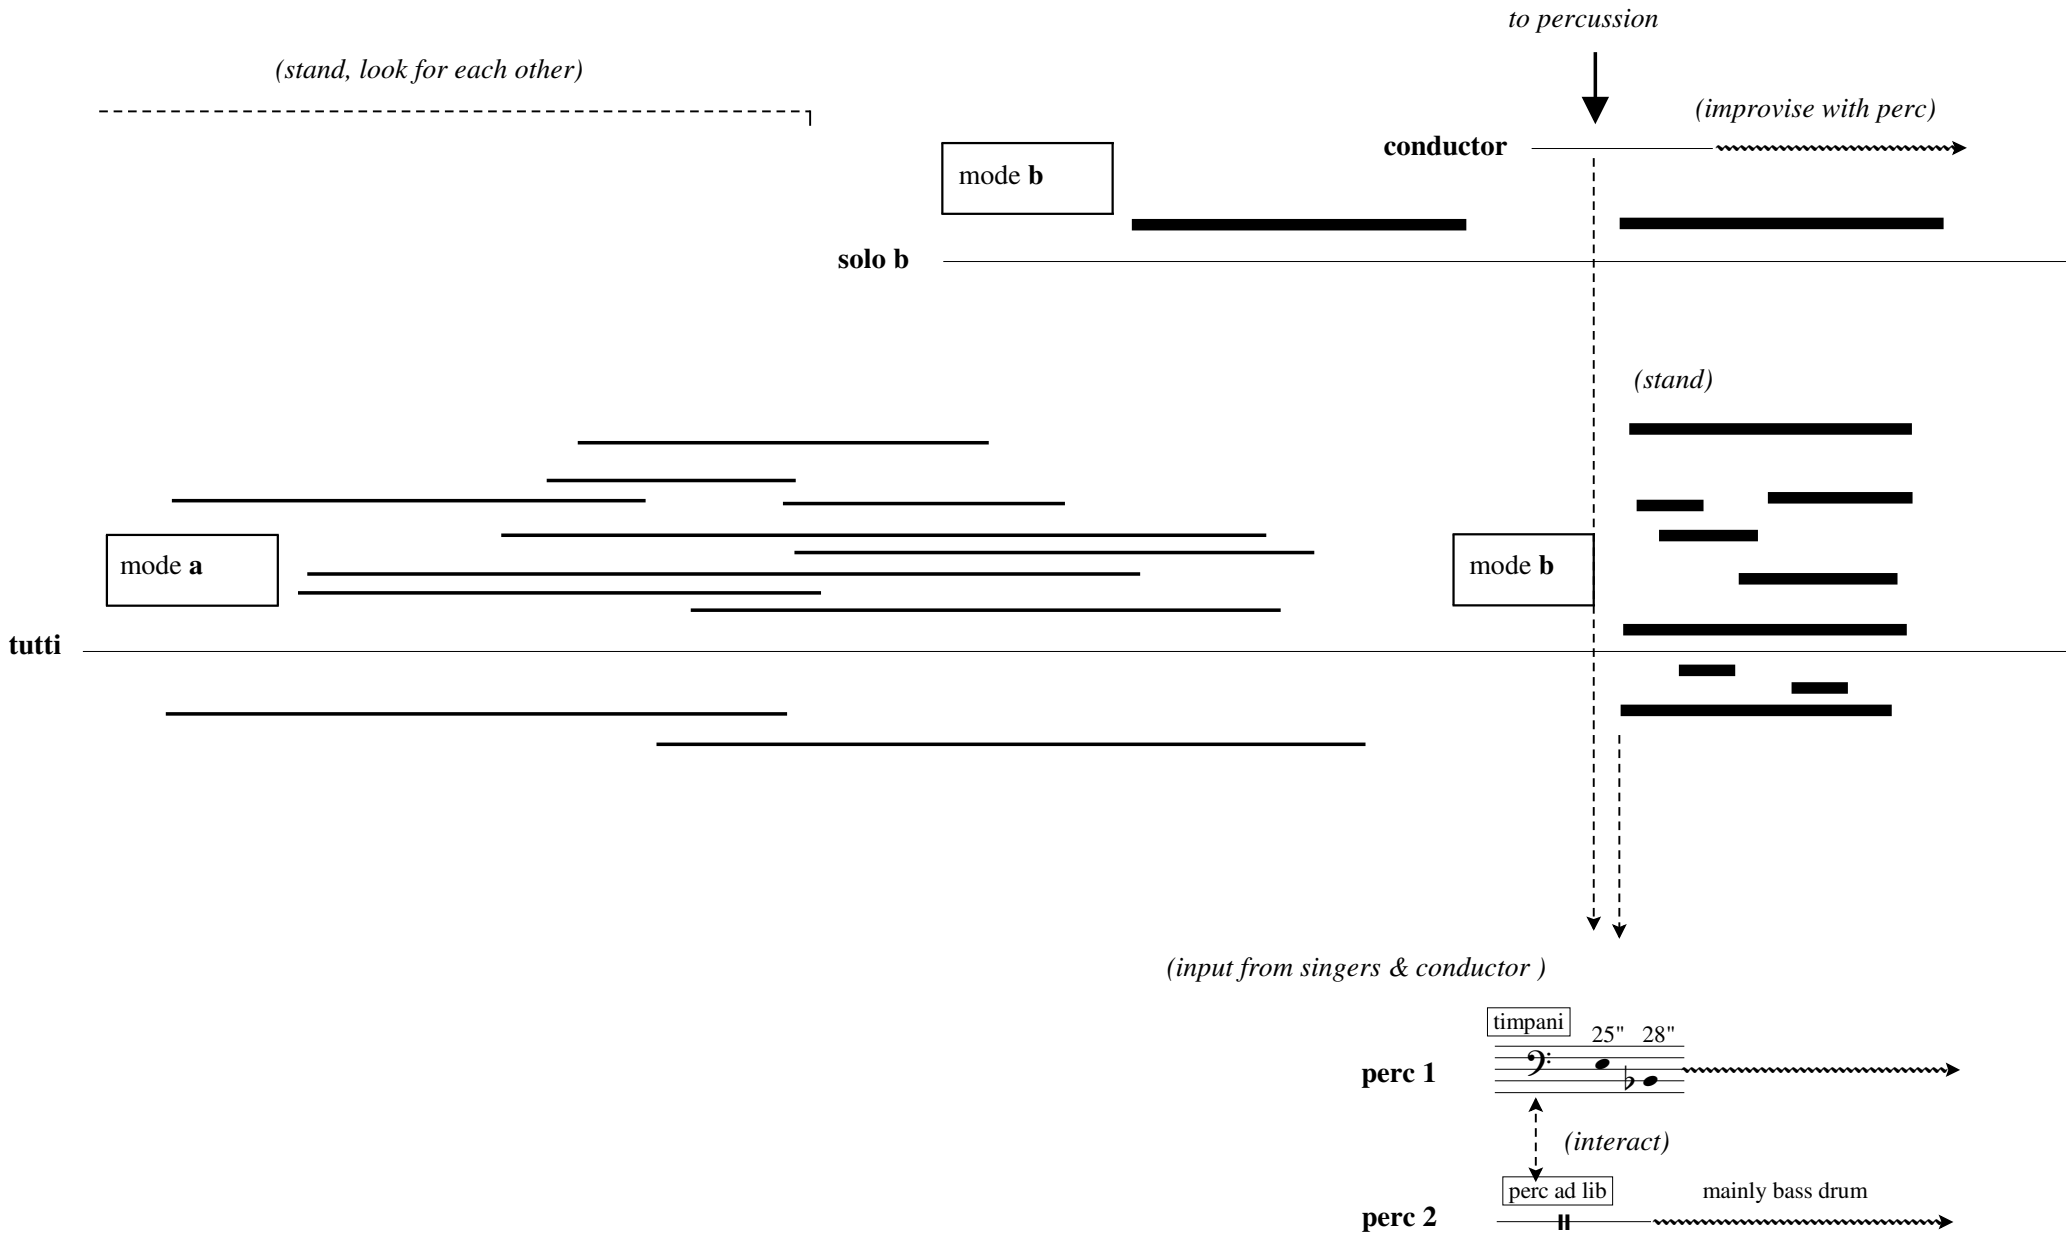 to percussion
(stand, look for each other)
(improvise with perc)
conductor
mode b
solo b
(stand)
mode a
mode b
tutti
(input from singers & conductor )
timpani
25" 28"
perc 1
(interact)
perc ad lib
mainly bass drum
perc 2